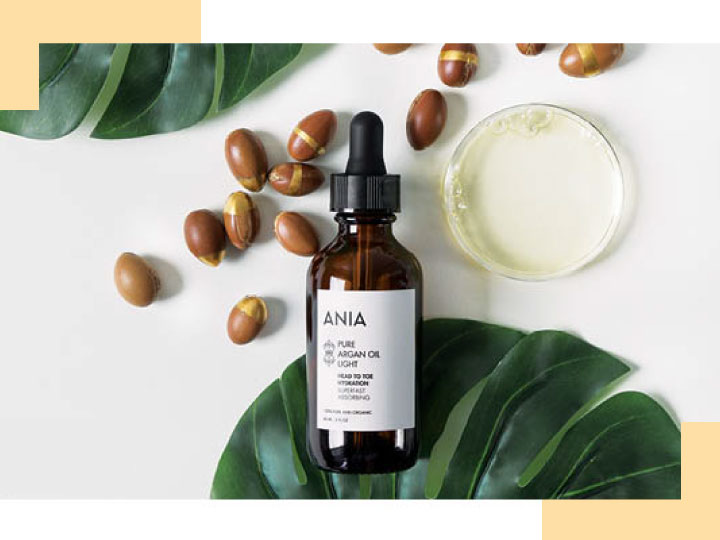 ANIA
PURE
ARGAN OIL
LIGHT
HEAD TO TOE
HYDRATION
SUPERFAST
ABSORBING
100% PURE AND ORGANIC